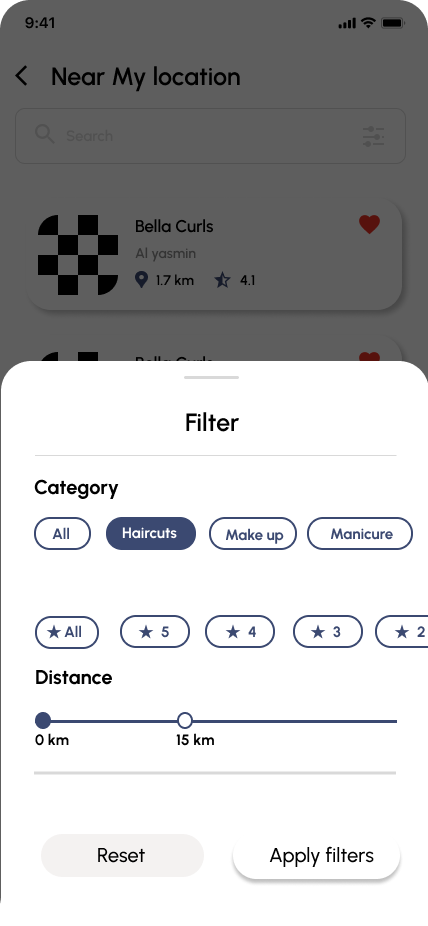 9:41
Near My location
Search
Bella Curls
Al yasmin
1.7 km 4.1
Bella Curls
Filter
Category
All Haircuts Make up Manicure
All 5 4 3 2
Distance
0 km 15 km
Reset Apply filters